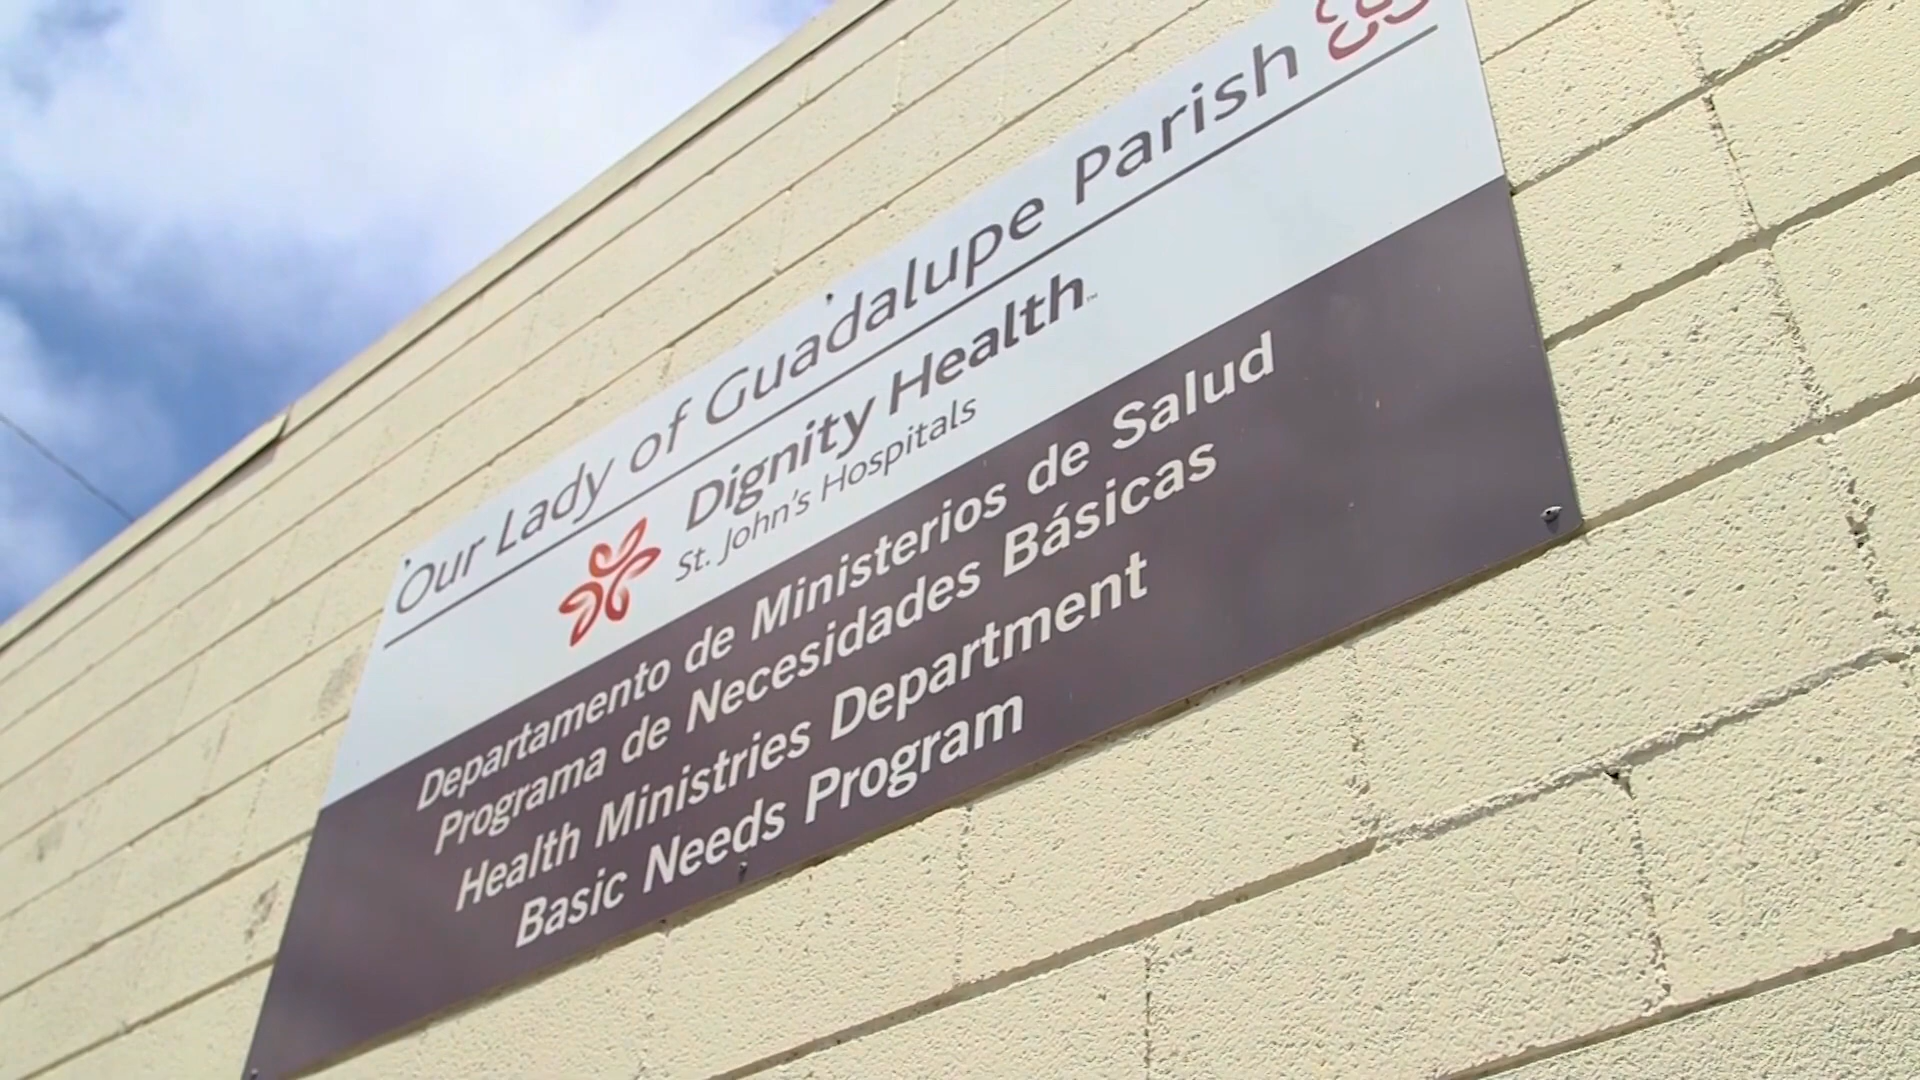 Our Lady of Guadalupe Parish
Dignity Health™
St. John's Hospitals
Departamento de Ministerios de Salud
Programa de Necesidades Básicas
Health Ministries Department
Basic Needs Program